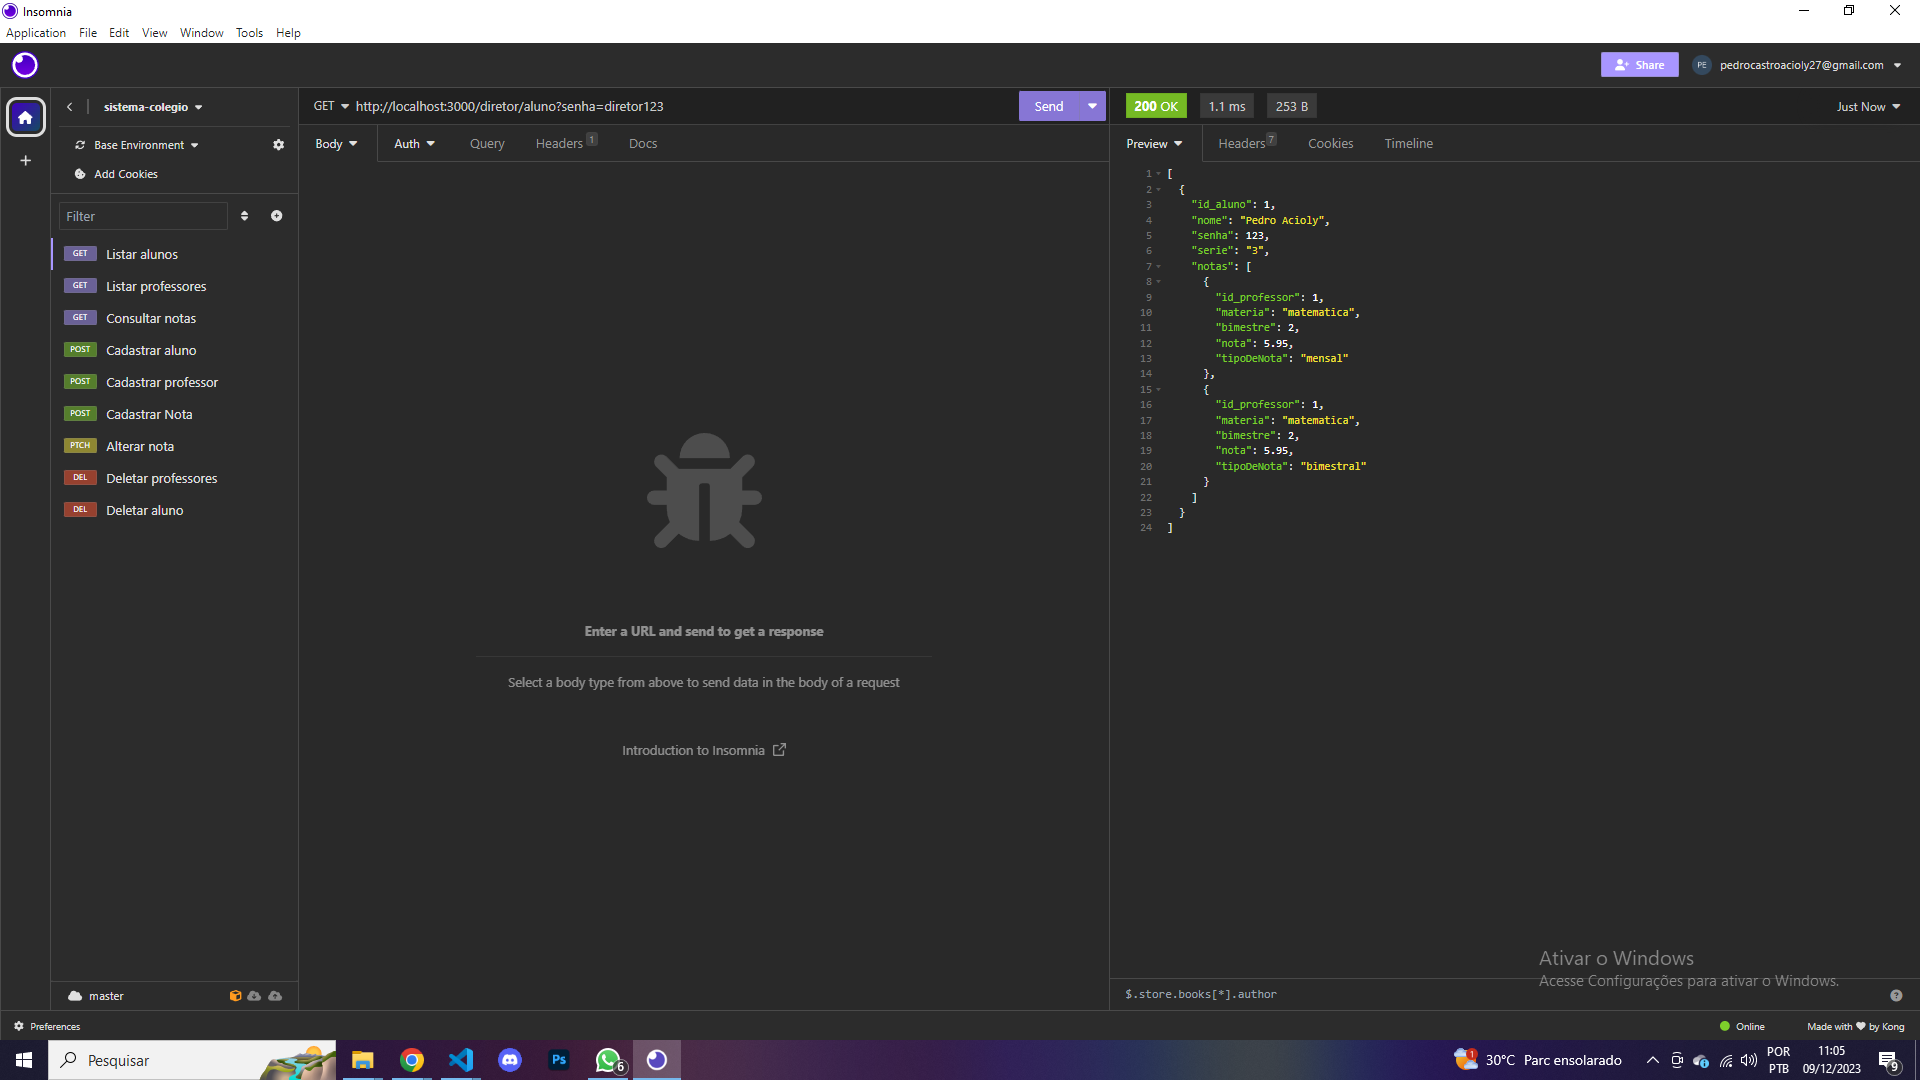 Insomnia
Application File Edit View Window Tools Help
Share
PE
pedrocastroacioly27@gmail.com
sistema-colegio
Base Environment
Add Cookies
Filter
GET Listar alunos
GET Listar professores
GET Consultar notas
POST Cadastrar aluno
POST Cadastrar professor
POST Cadastrar Nota
PTCH Alterar nota
DEL Deletar professores
DEL Deletar aluno
master
Preferences
GET http://localhost:3000/diretor/aluno?senha=diretor123
Send
Body Auth Query Headers 1 Docs
Enter a URL and send to get a response
Select a body type from above to send data in the body of a request
Introduction to Insomnia
200 OK 1.1 ms 253 B Just Now
Preview Headers 7 Cookies Timeline
1 [
2 {
3 "id_aluno": 1,
4 "nome": "Pedro Acioly",
5 "senha": 123,
6 "serie": "3",
7 "notas": [
8 {
9 "id_professor": 1,
10 "materia": "matematica",
11 "bimestre": 2,
12 "nota": 5.95,
13 "tipoDeNota": "mensal"
14 },
15 {
16 "id_professor": 1,
17 "materia": "matematica",
18 "bimestre": 2,
19 "nota": 5.95,
20 "tipoDeNota": "bimestral"
21 }
22 ]
23 }
24 ]
Ativar o Windows
Acesse Configurações para ativar o Windows.
$.store.books[*].author
Online
Made with by Kong
Pesquisar
Ps
6
1
30°C Parc ensolarado
POR
PTB
11:05
09/12/2023
9